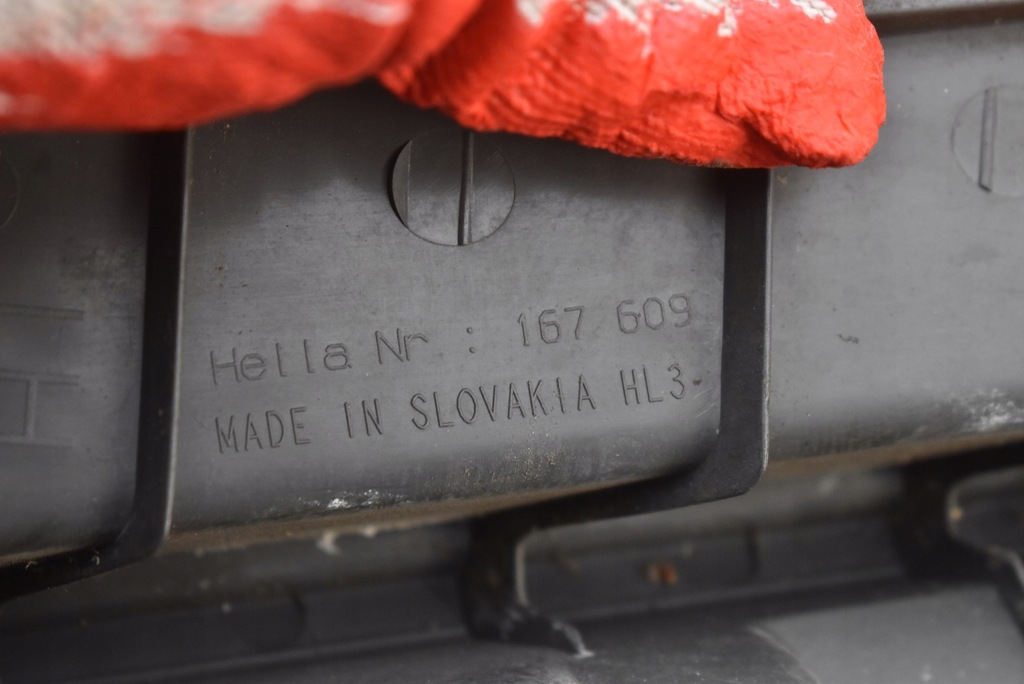 Hella Nr : 167 609
MADE IN SLOVAKIA HL3